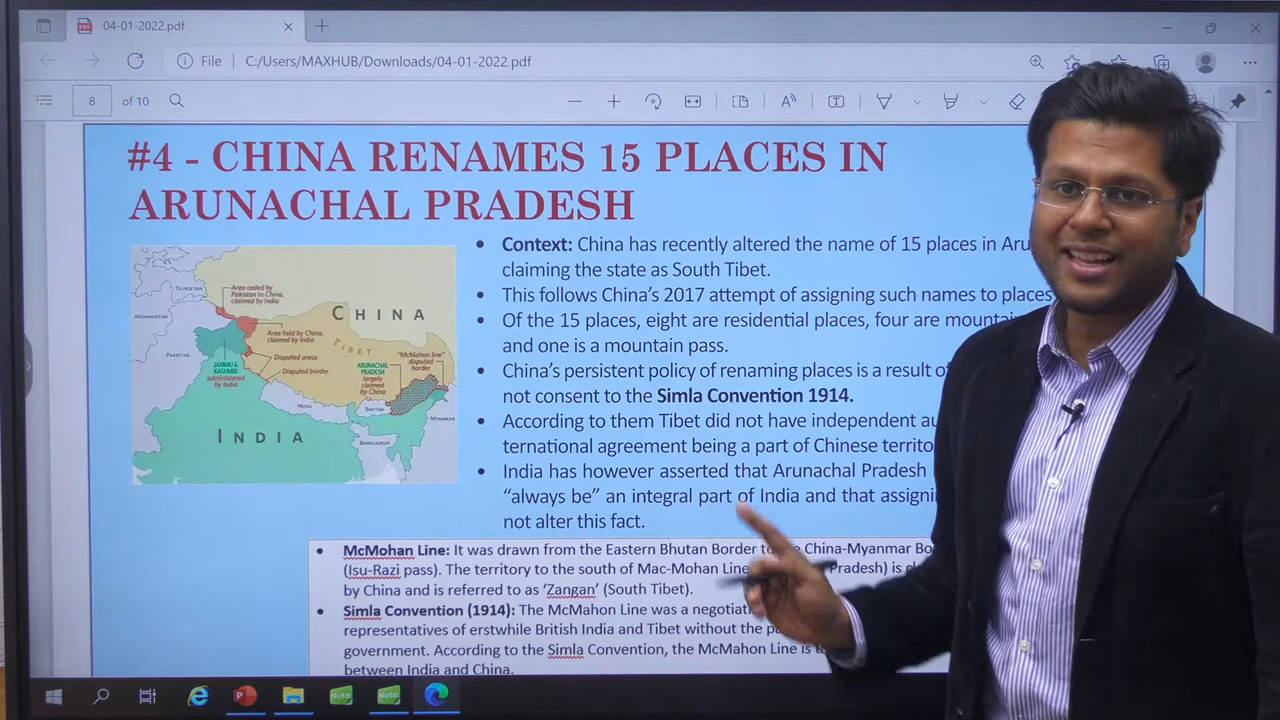 04-01-2022.pdf
File
C:/Users/MAXHUB/Downloads/04-01-2022.pdf
8 of 10
#4 - CHINA RENAMES 15 PLACES IN
ARUNACHAL PRADESH
TAJIKISTAN
Area ceded by
Pakistan to China,
claimed by India
AFGHANISTAN
CHINA
Area held by China,
claimed by India
TIBET
PAKISTAN
Disputed areas
Disputed border
JAMMU &
KASHMIR
administered
by India
ARUNACHAL
PRADESH
largely
claimed by
China
"McMahon line"
disputed
border
NEPAL
BHUTAN
MYANMAR
INDIA
BANGLADESH
• Context: China has recently altered the name of 15 places in Aru
claiming the state as South Tibet.
• This follows China's 2017 attempt of assigning such names to places
• Of the 15 places, eight are residential places, four are mountai
and one is a mountain pass.
• China's persistent policy of renaming places is a result of
not consent to the Simla Convention 1914.
• According to them Tibet did not have independent au
ternational agreement being a part of Chinese territo
• India has however asserted that Arunachal Pradesh
"always be" an integral part of India and that assigni
not alter this fact.
• McMohan Line: It was drawn from the Eastern Bhutan Border to China-Myanmar Bo
(Isu-Razi pass). The territory to the south of Mac-Mohan Line Pradesh) is
by China and is referred to as 'Zangan' (South Tibet).
• Simla Convention (1914): The McMahon Line was a negotiat
representatives of erstwhile British India and Tibet without the pa
government. According to the Simla Convention, the McMahon Line is
between India and China.
Note
Note